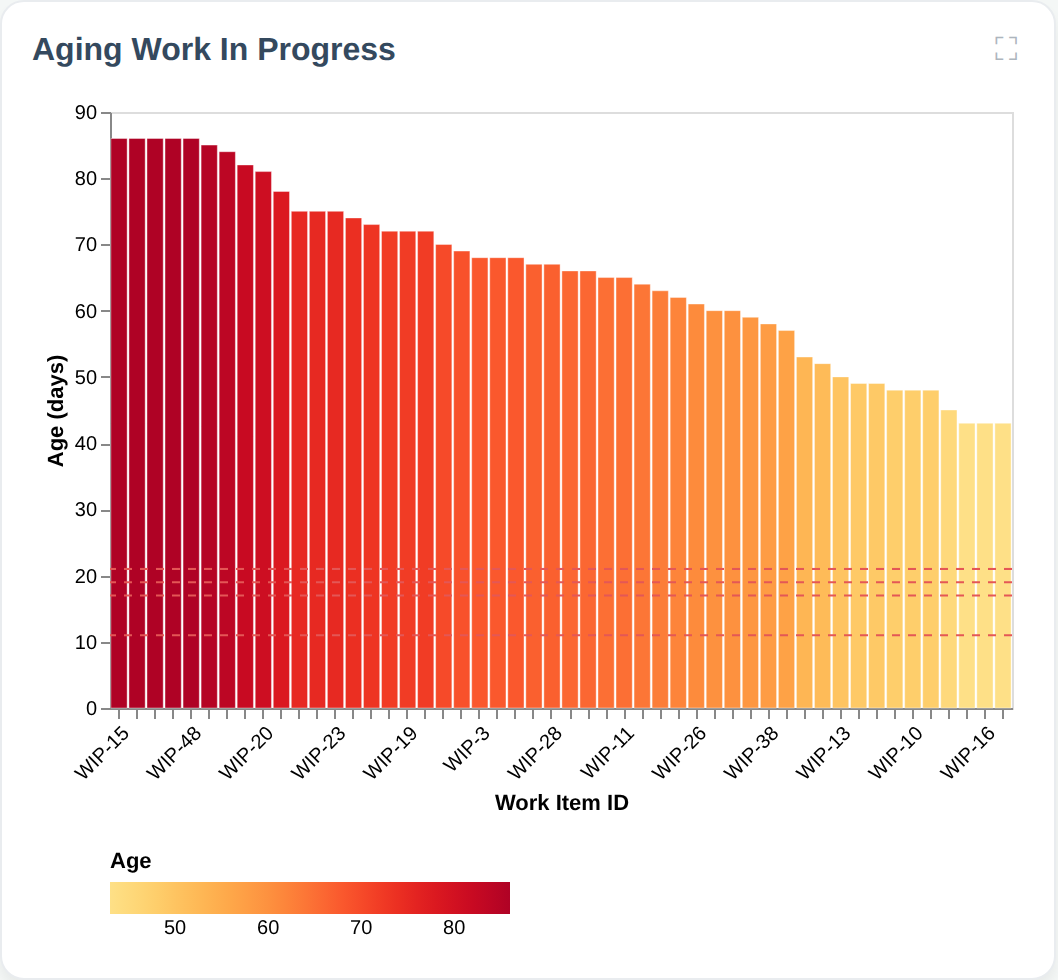 Aging Work In Progress
90
80
70
60
50
40
30
20
10
0
Age (days)
WIP-15 WIP-48 WIP-20 WIP-23 WIP-19 WIP-3 WIP-28 WIP-11 WIP-26 WIP-38 WIP-13 WIP-10 WIP-16
Work Item ID
Age
50 60 70 80